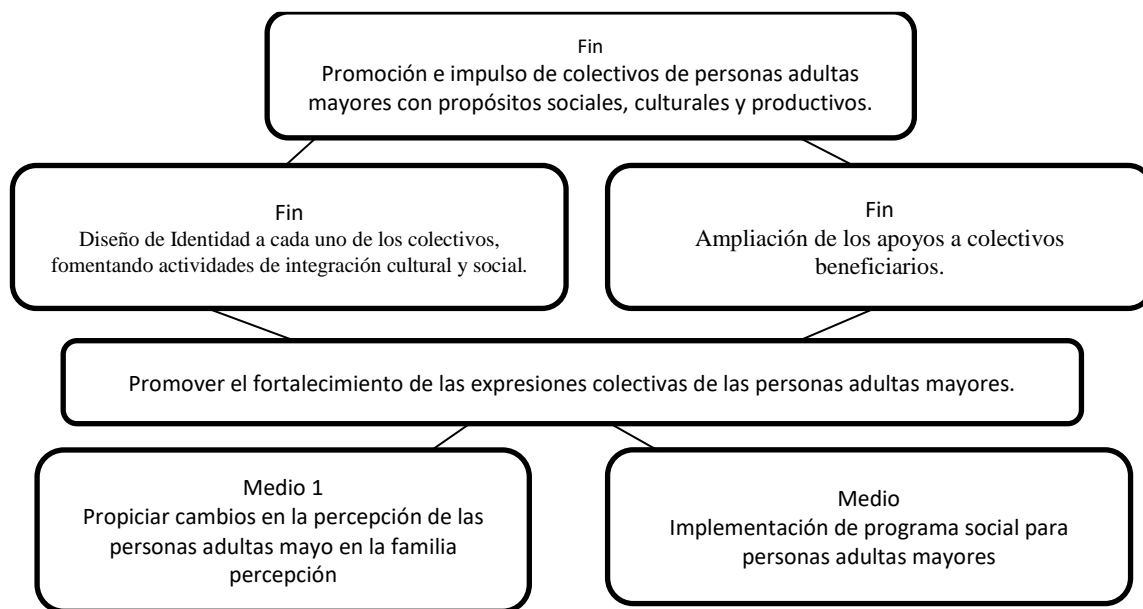 Fin
Promoción e impulso de colectivos de personas adultas
mayores con propósitos sociales, culturales y productivos.
Fin
Diseño de Identidad a cada uno de los colectivos,
fomentando actividades de integración cultural y social.
Fin
Ampliación de los apoyos a colectivos
beneficiarios.
Promover el fortalecimiento de las expresiones colectivas de las personas adultas mayores.
Medio 1
Propiciar cambios en la percepción de las
personas adultas mayo en la familia
percepción
Medio
Implementación de programa social para
personas adultas mayores